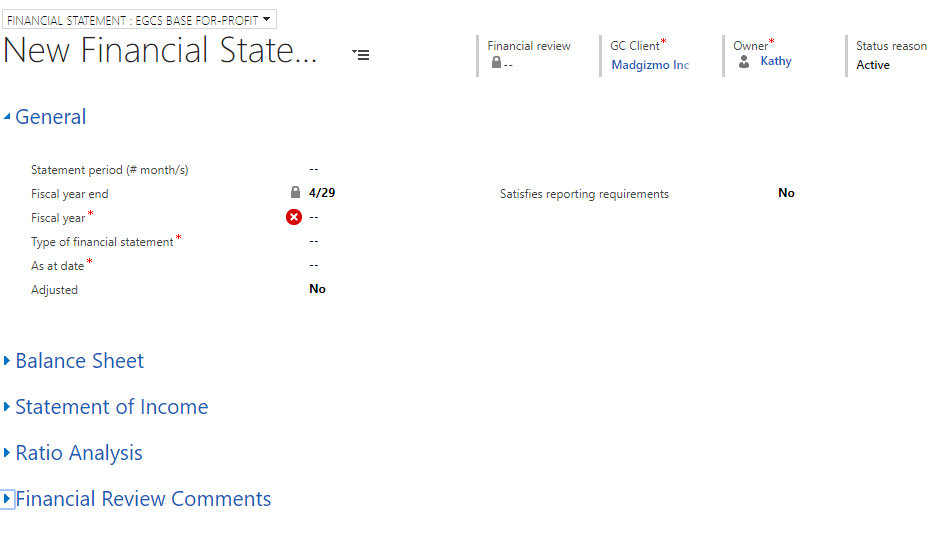 FINANCIAL STATEMENT : EGCS BASE FOR-PROFIT
New Financial State...
Financial review
--
GC Client*
Madgizmo Inc
Owner*
Kathy
Status reason
Active
General
Statement period (# month/s) --
Fiscal year end 4/29
Satisfies reporting requirements No
Fiscal year* --
Type of financial statement* --
As at date* --
Adjusted No
Balance Sheet
Statement of Income
Ratio Analysis
Financial Review Comments